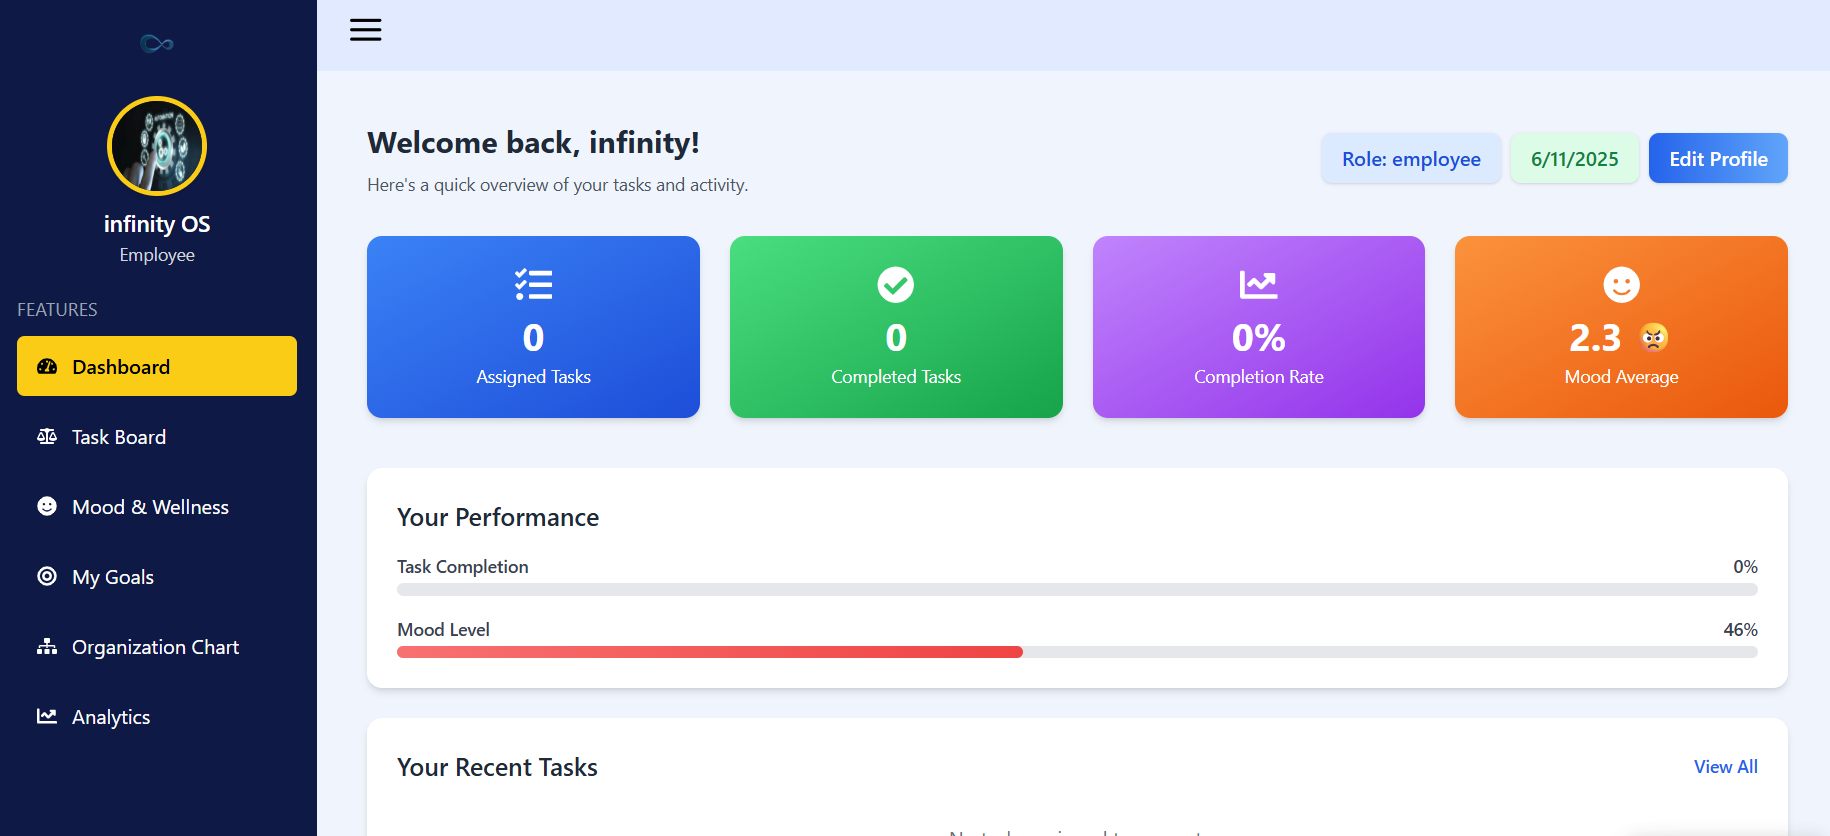 infinity OS
Employee
FEATURES
Dashboard
Task Board
Mood & Wellness
My Goals
Organization Chart
Analytics
Welcome back, infinity!
Here's a quick overview of your tasks and activity.
Role: employee
6/11/2025
Edit Profile
0
Assigned Tasks
0
Completed Tasks
0%
Completion Rate
2.3 😠
Mood Average
Your Performance
Task Completion 0%
Mood Level 46%
Your Recent Tasks
View All